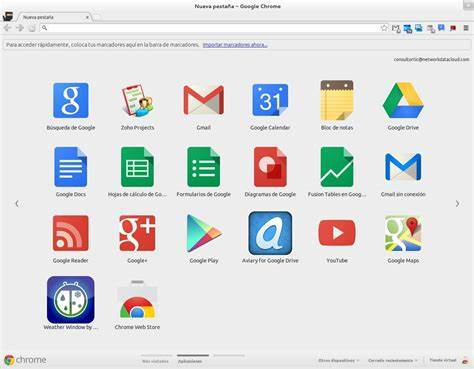 Nueva pestaña – Google Chrome
Nueva pestaña
Para acceder rápidamente, coloca tus marcadores aquí en la barra de marcadores. Importar marcadores ahora...
consultortic@networkdatacloud.com
g
31
Búsqueda de Google
Zoho Projects
Gmail
Google Calendar
Bloc de notas
Google Drive
Google Docs
Hojas de cálculo de Go...
Formularios de Google
Diagramas de Google
Fusion Tables en Googl...
Gmail sin conexión
g+
Google Reader
Google+
Google Play
Aviary for Google Drive
YouTube
Google Maps
Weather Window by ...
Chrome Web Store
chrome
Más visitados
Aplicaciones
Otros dispositivos
Cerrado recientemente
Tienda virtual